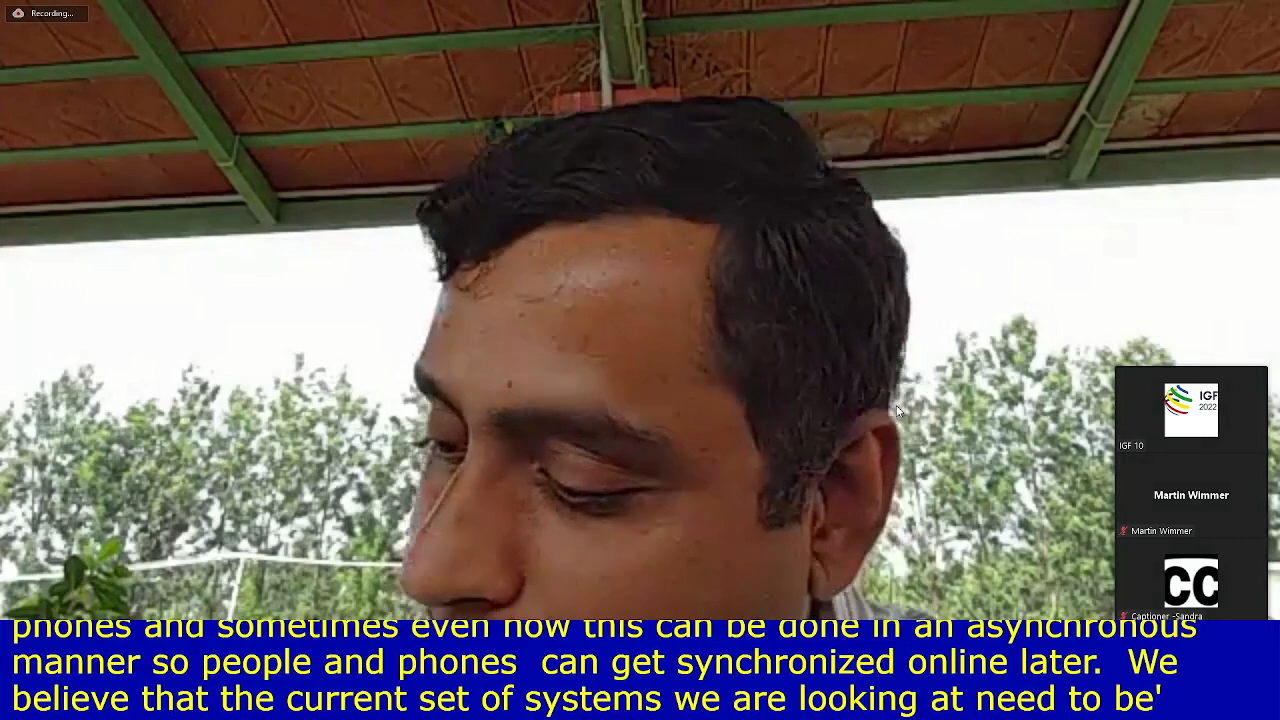 Recording...
IGF
2022
IGF 10
Martin Wimmer
Martin Wimmer
CC
Captioner -Sandra
phones and sometimes even now this can be done in an asynchronous
manner so people and phones can get synchronized online later. We
believe that the current set of systems we are looking at need to be'